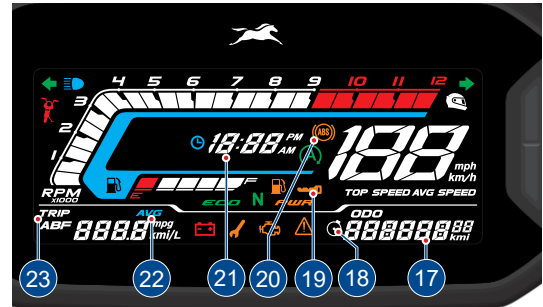 4 5 6 7 8 9 10 11 12
3
2
1
18:88 PM AM
(ABS)
A
188
mph
km/h
RPM
x1000
E F
ECO N PWR
TOP SPEED AVG SPEED
TRIP AVG ODO
ABF 888.8 mpg
kmi/L
888888 88
kmi
23 22 21 20 19 18 17